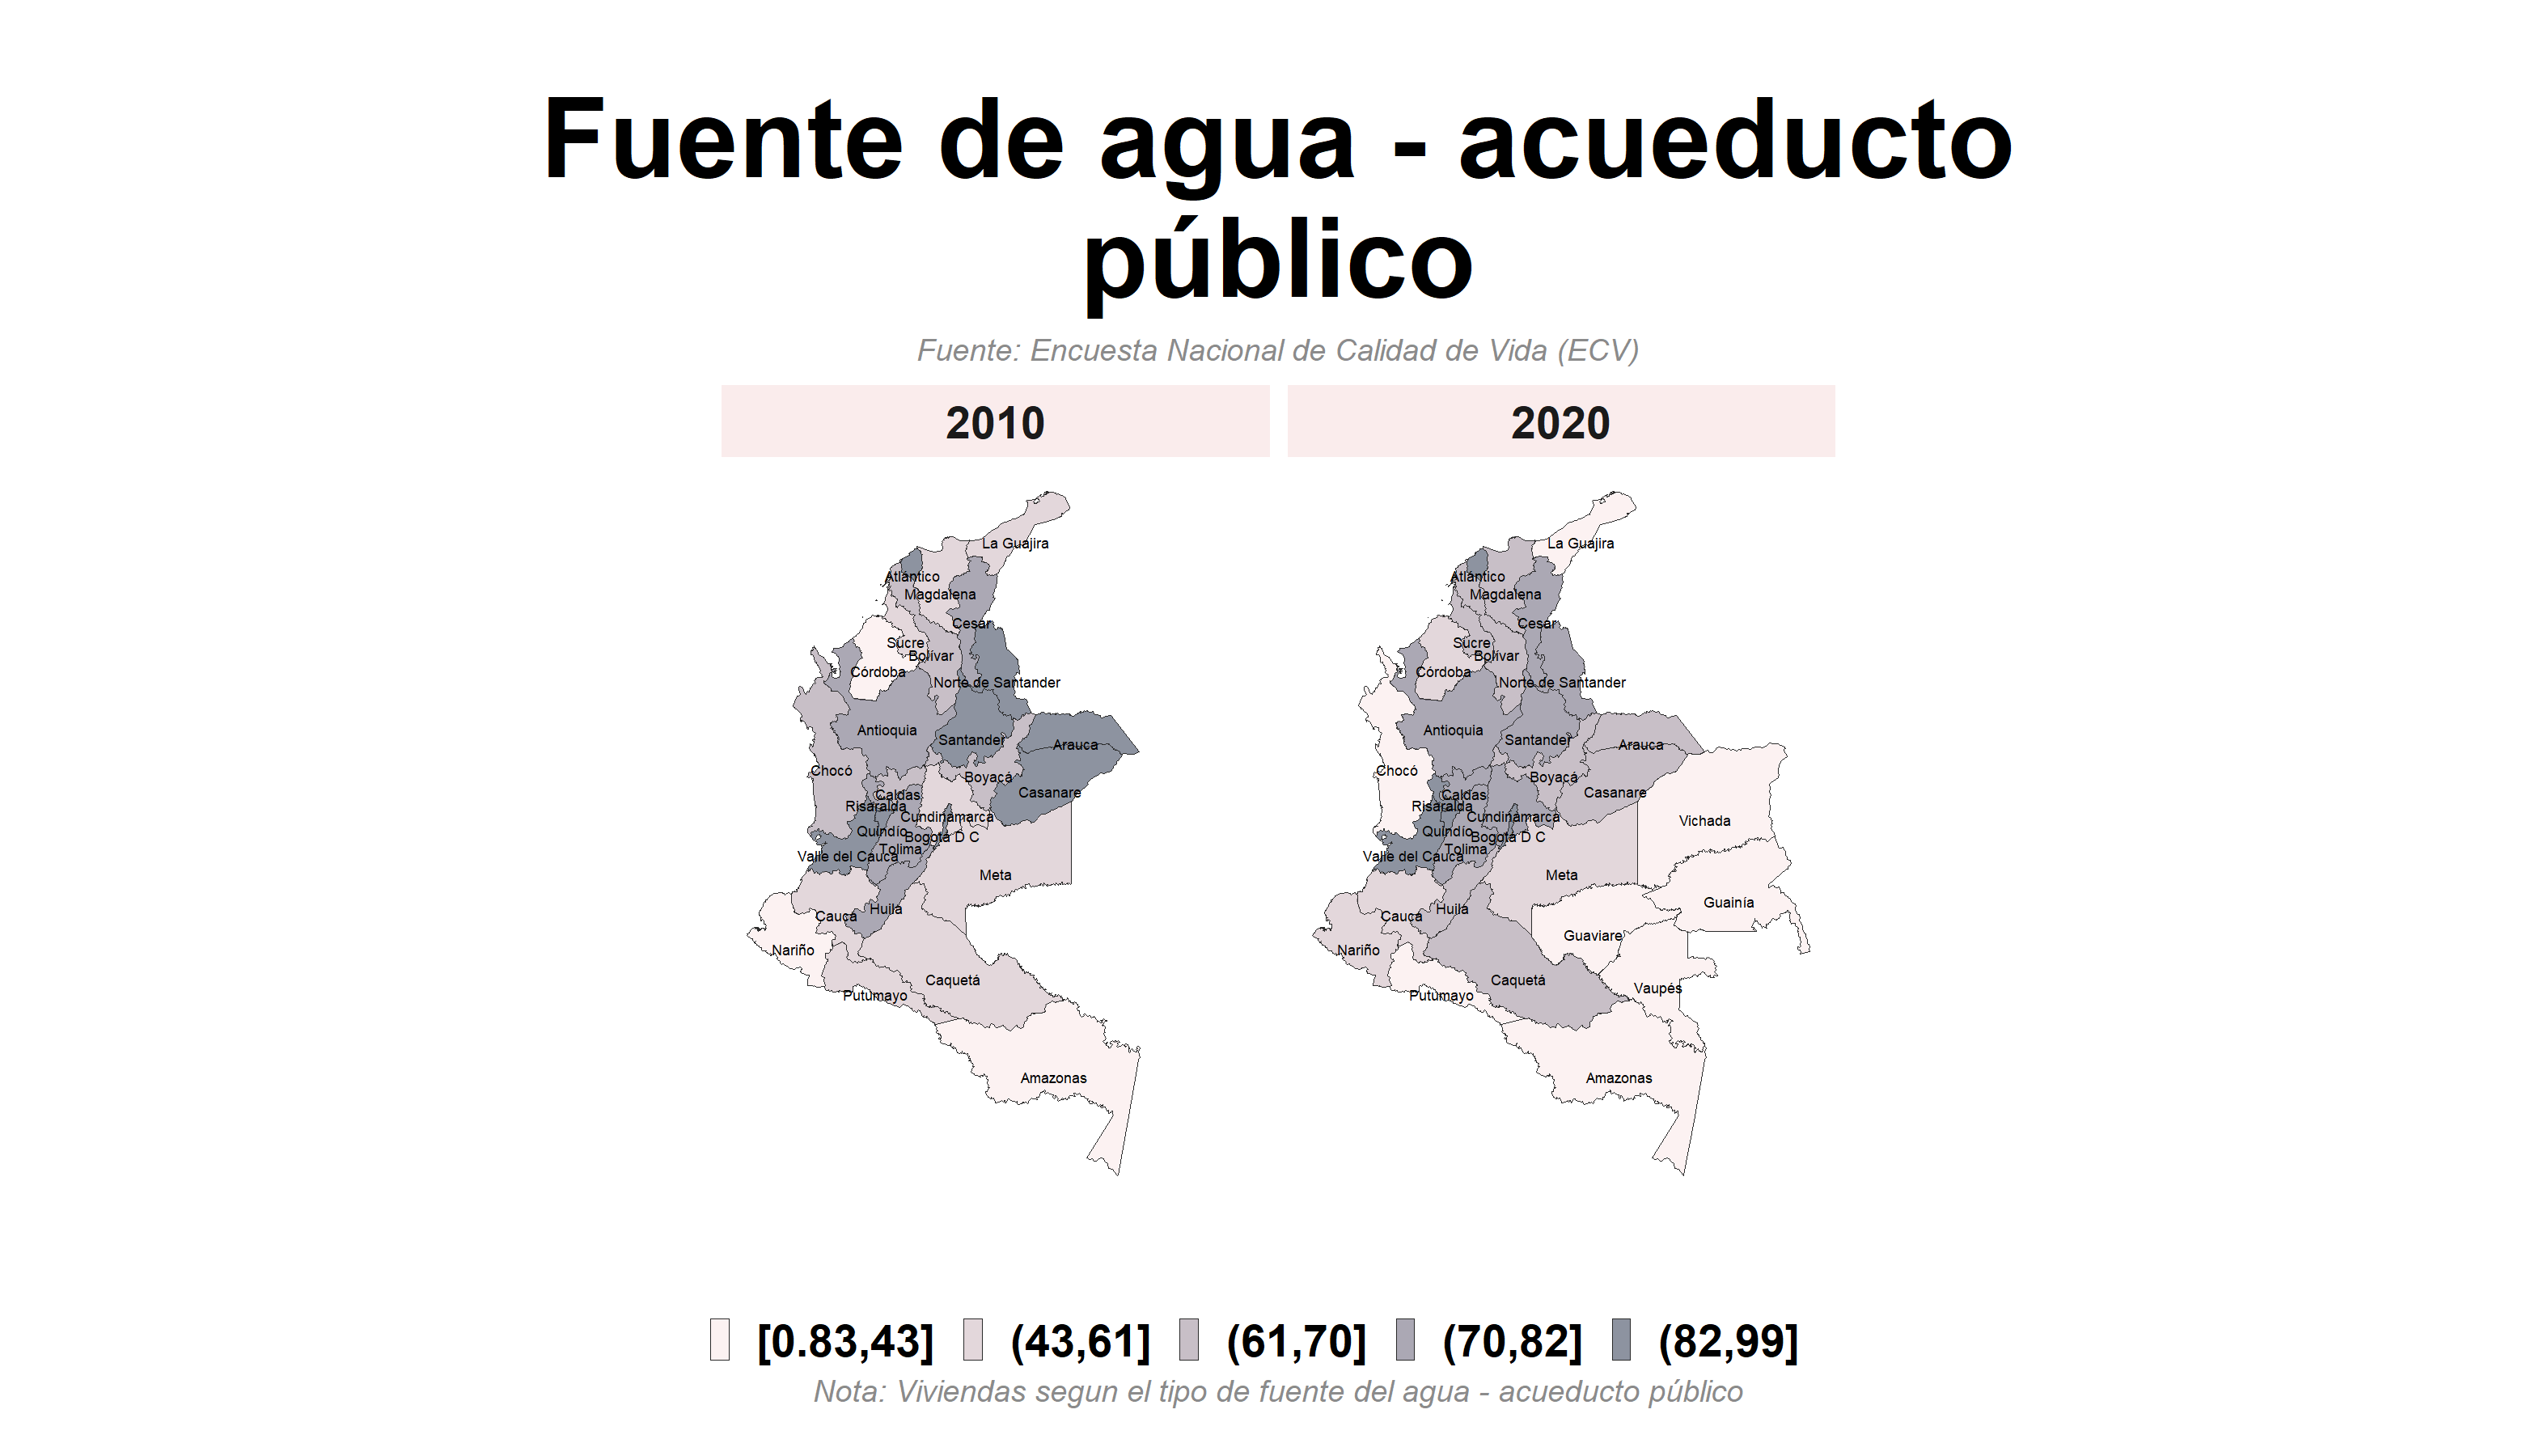 Fuente de agua - acueducto
público
Fuente: Encuesta Nacional de Calidad de Vida (ECV)
2010
La Guajira
Atlántico
Magdalena
Cesar
Sucre
Bolívar
Córdoba
Norte de Santander
Antioquia
Santander
Arauca
Chocó
Boyacá
Casanare
Caldas
Risaralda
Cundinamarca
Quindío
Bogotá D C
Tolima
Valle del Cauca
Meta
Huila
Cauca
Nariño
Caquetá
Putumayo
Amazonas
2020
La Guajira
Atlántico
Magdalena
Cesar
Sucre
Bolívar
Córdoba
Norte de Santander
Antioquia
Santander
Arauca
Chocó
Boyacá
Casanare
Caldas
Risaralda
Cundinamarca
Vichada
Quindío
Bogotá D C
Tolima
Valle del Cauca
Meta
Guainía
Huila
Cauca
Guaviare
Nariño
Caquetá
Vaupés
Putumayo
Amazonas
[0.83,43] (43,61] (61,70] (70,82] (82,99]
Nota: Viviendas segun el tipo de fuente del agua - acueducto público